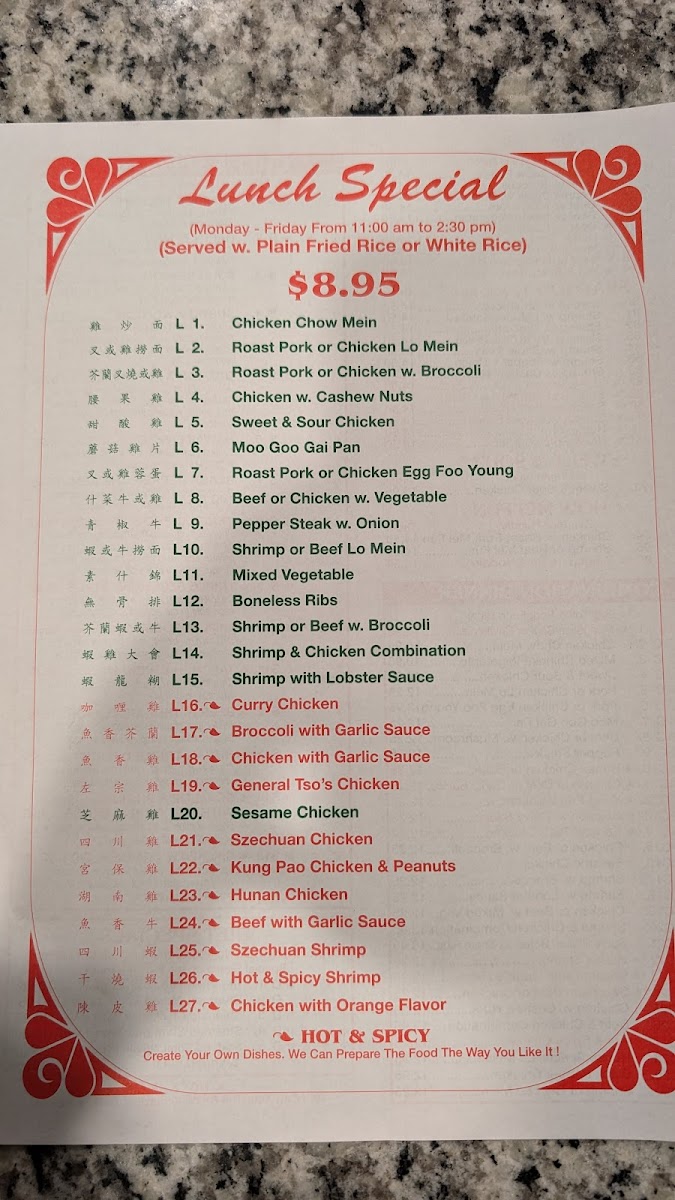 Lunch Special
(Monday - Friday From 11:00 am to 2:30 pm)
(Served w. Plain Fried Rice or White Rice)
$8.95
雞炒面 L 1. Chicken Chow Mein
叉或雞撈面 L 2. Roast Pork or Chicken Lo Mein
芥蘭叉燒或雞 L 3. Roast Pork or Chicken w. Broccoli
腰果雞 L 4. Chicken w. Cashew Nuts
甜酸雞 L 5. Sweet & Sour Chicken
蘑菇雞片 L 6. Moo Goo Gai Pan
叉或雞蓉蛋 L 7. Roast Pork or Chicken Egg Foo Young
什菜牛或雞 L 8. Beef or Chicken w. Vegetable
青椒牛 L 9. Pepper Steak w. Onion
蝦或牛撈面 L10. Shrimp or Beef Lo Mein
素什錦 L11. Mixed Vegetable
無骨排 L12. Boneless Ribs
芥蘭蝦或牛 L13. Shrimp or Beef w. Broccoli
蝦雞大會 L14. Shrimp & Chicken Combination
蝦龍糊 L15. Shrimp with Lobster Sauce
咖哩雞 L16. Curry Chicken
魚香芥蘭 L17. Broccoli with Garlic Sauce
魚香雞 L18. Chicken with Garlic Sauce
左宗雞 L19. General Tso's Chicken
芝麻雞 L20. Sesame Chicken
四川雞 L21. Szechuan Chicken
宮保雞 L22. Kung Pao Chicken & Peanuts
湖南雞 L23. Hunan Chicken
魚香牛 L24. Beef with Garlic Sauce
四川蝦 L25. Szechuan Shrimp
干燒蝦 L26. Hot & Spicy Shrimp
陳皮雞 L27. Chicken with Orange Flavor
HOT & SPICY
Create Your Own Dishes. We Can Prepare The Food The Way You Like It !